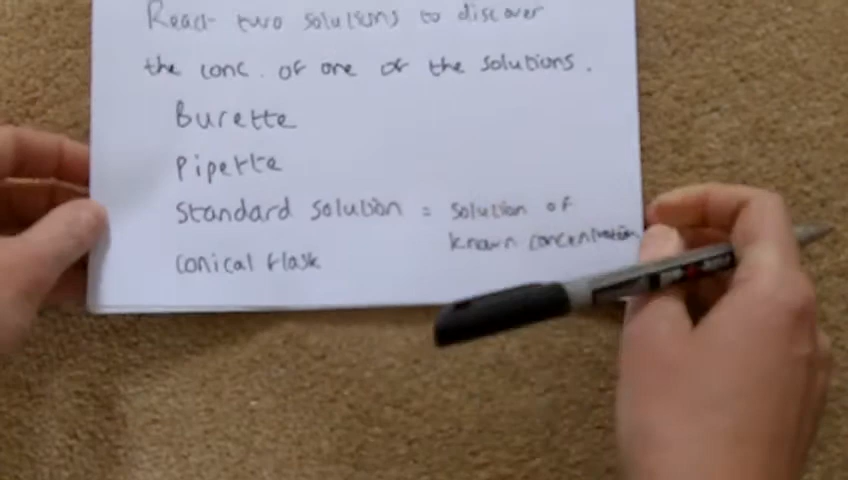 React two solutions to discover
the conc. of one of the solutions.
Burette
Pipette
Standard solution = solution of
known concentration
conical flask